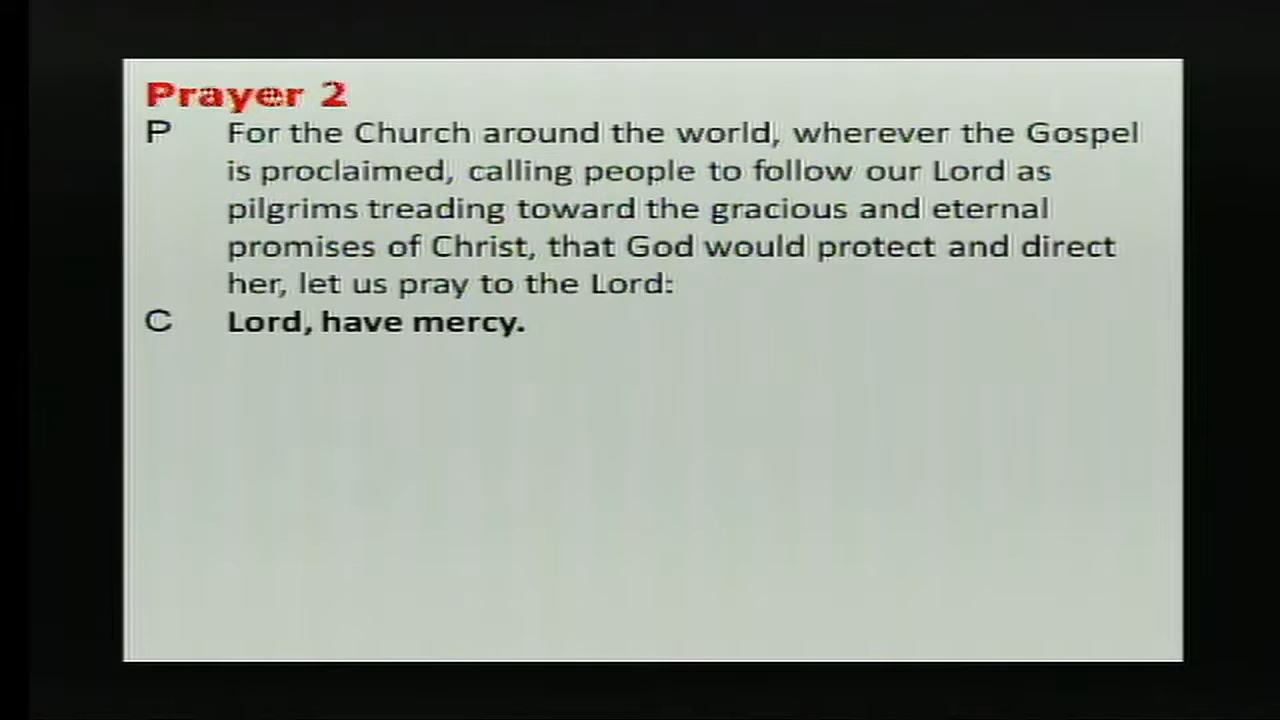 Prayer 2
P For the Church around the world, wherever the Gospel
is proclaimed, calling people to follow our Lord as
pilgrims treading toward the gracious and eternal
promises of Christ, that God would protect and direct
her, let us pray to the Lord:
C Lord, have mercy.